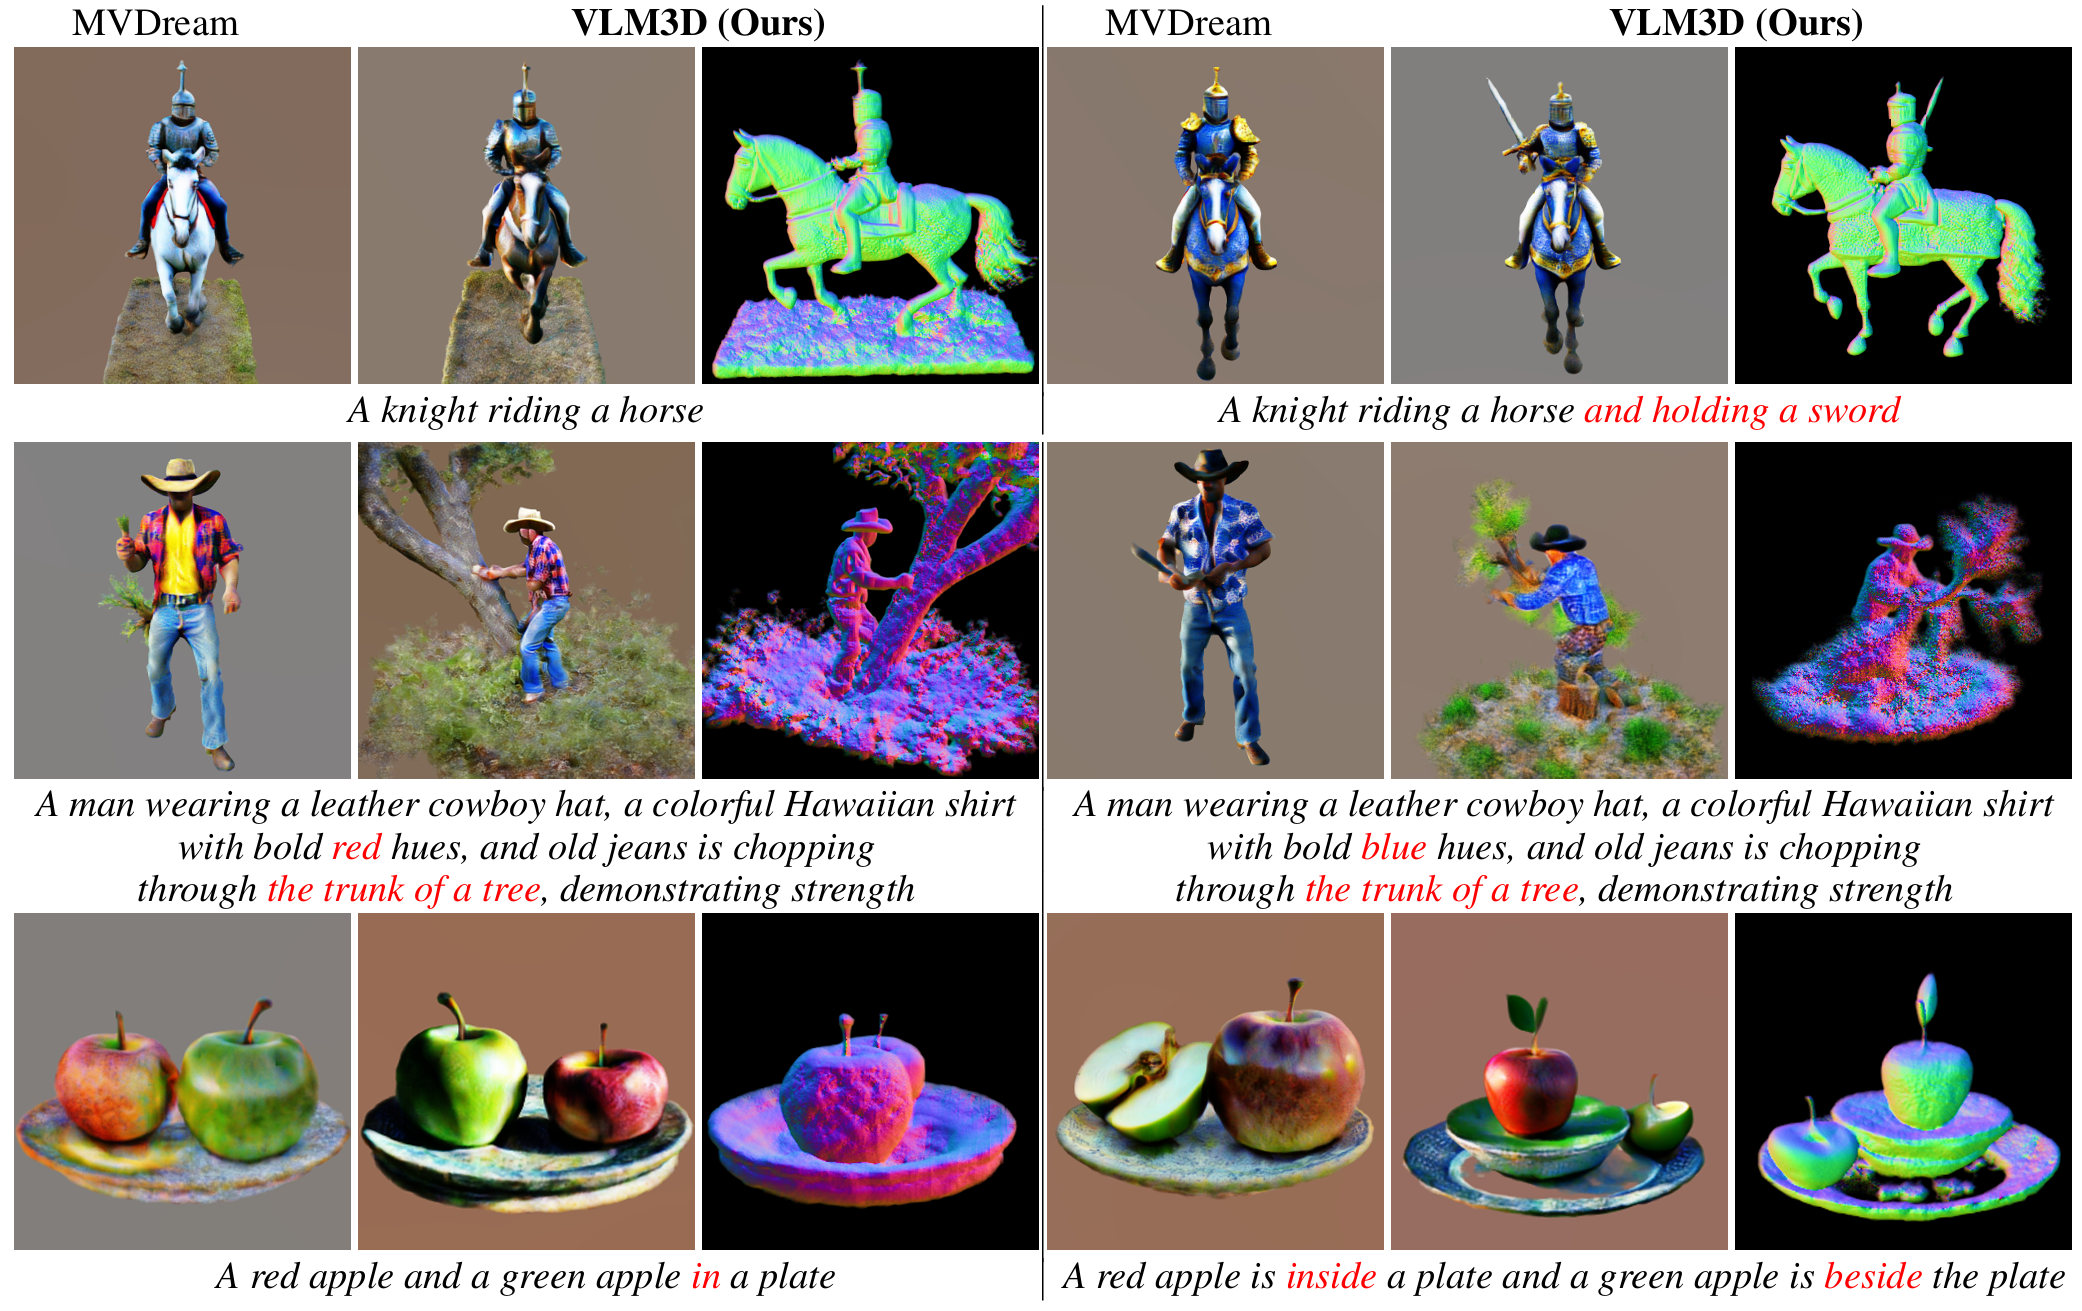 MVDream
VLM3D (Ours)
MVDream
VLM3D (Ours)
A knight riding a horse
A knight riding a horse and holding a sword
A man wearing a leather cowboy hat, a colorful Hawaiian shirt
with bold red hues, and old jeans is chopping
through the trunk of a tree, demonstrating strength
A man wearing a leather cowboy hat, a colorful Hawaiian shirt
with bold blue hues, and old jeans is chopping
through the trunk of a tree, demonstrating strength
A red apple and a green apple in a plate
A red apple is inside a plate and a green apple is beside the plate